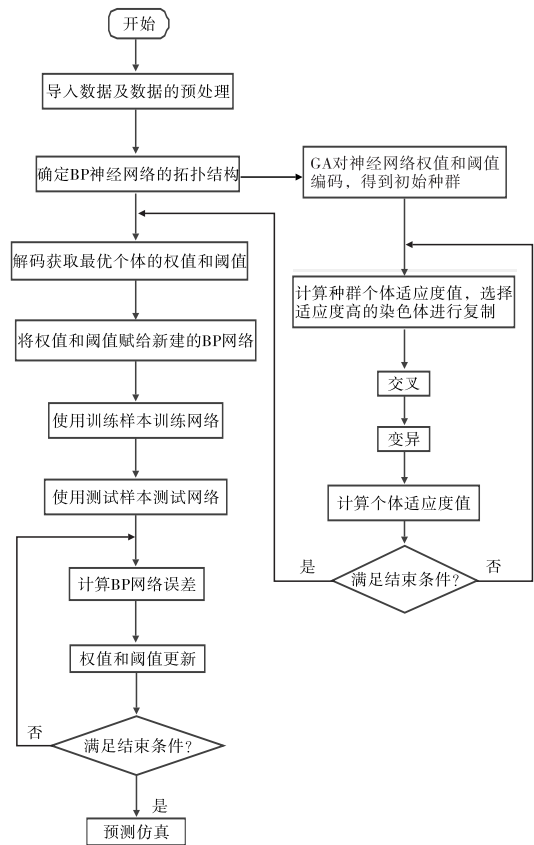 开始
导入数据及数据的预处理
确定BP神经网络的拓扑结构
GA对神经网络权值和阈值
编码，得到初始种群
解码获取最优个体的权值和阈值
计算种群个体适应度值，选择
适应度高的染色体进行复制
将权值和阈值赋给新建的BP网络
交叉
使用训练样本训练网络
变异
使用测试样本测试网络
计算个体适应度值
是
满足结束条件？
否
计算BP网络误差
权值和阈值更新
否
满足结束条件？
是
预测仿真